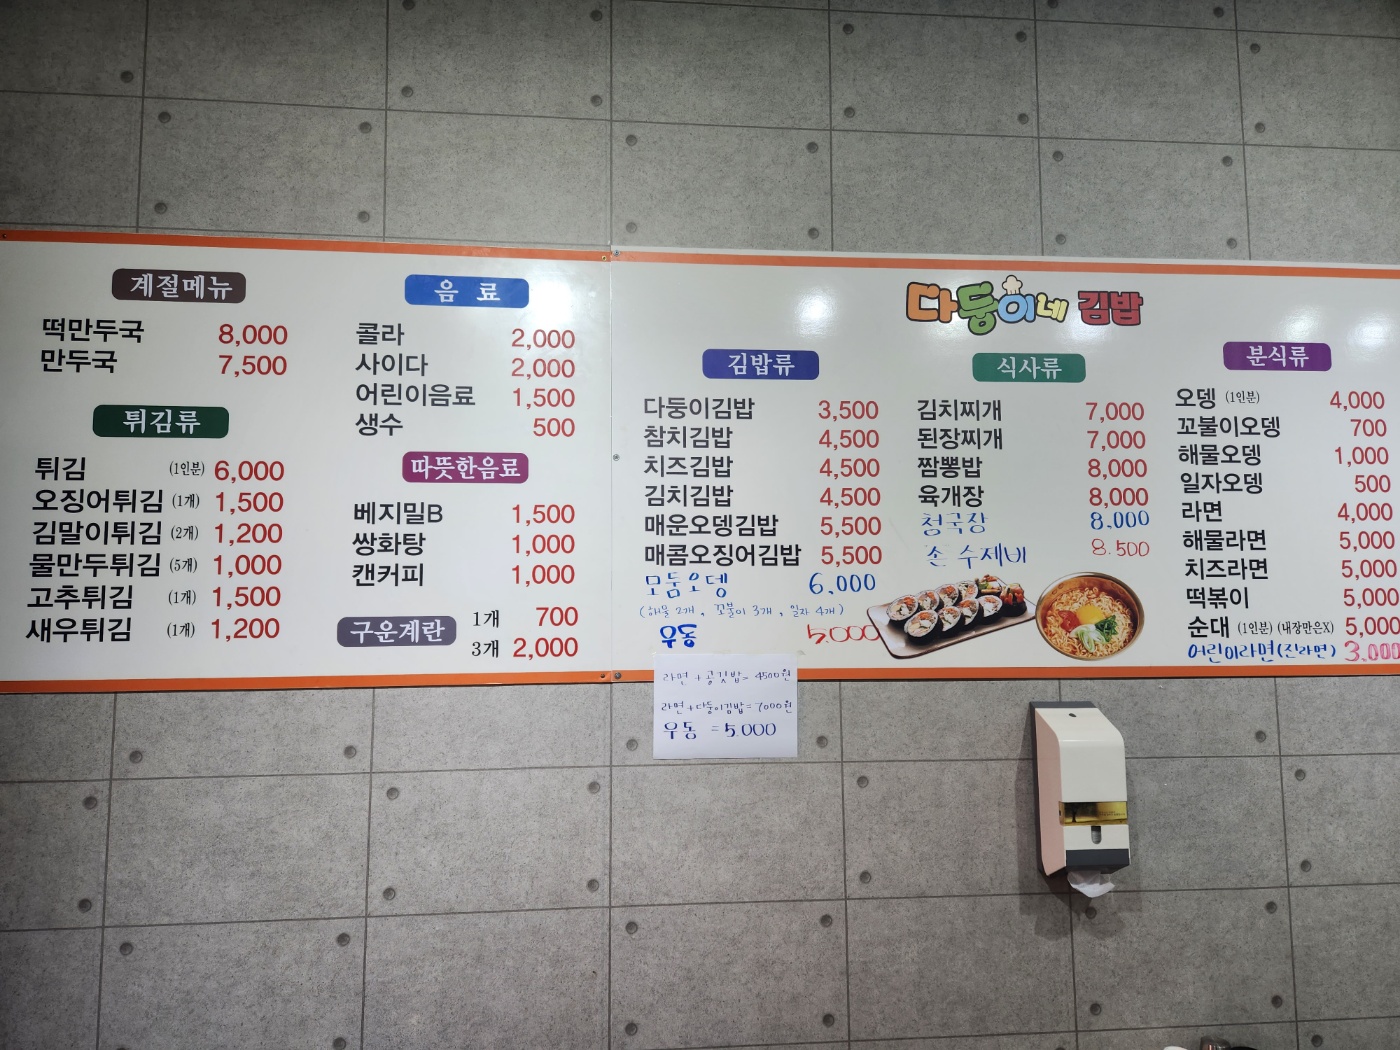 계절메뉴
떡만두국 8,000
만두국 7,500
튀김류
튀김 (1인분) 6,000
오징어튀김 (1개) 1,500
김말이튀김 (2개) 1,200
물만두튀김 (5개) 1,000
고추튀김 (1개) 1,500
새우튀김 (1개) 1,200
음료
콜라 2,000
사이다 2,000
어린이음료 1,500
생수 500
따뜻한음료
베지밀B 1,500
쌍화탕 1,000
캔커피 1,000
구운계란
1개 700
3개 2,000
다둥이네 김밥
김밥류
다둥이김밥 3,500
참치김밥 4,500
치즈김밥 4,500
김치김밥 4,500
매운오뎅김밥 5,500
매콤오징어김밥 5,500
모둠오뎅 6,000
(해물 2개, 꼬불이 3개, 일자 4개)
우동 5,000
라면 + 공깃밥 = 4500원
라면 + 다둥이김밥 = 7000원
우동 = 5,000
식사류
김치찌개 7,000
된장찌개 7,000
짬뽕밥 8,000
육개장 8,000
청국장 8.000
손 수제비 8.500
분식류
오뎅 (1인분) 4,000
꼬불이오뎅 700
해물오뎅 1,000
일자오뎅 500
라면 4,000
해물라면 5,000
치즈라면 5,000
떡볶이 5,000
순대 (1인분) (내장만은X) 5,000
어린이라면(진라면) 3.000